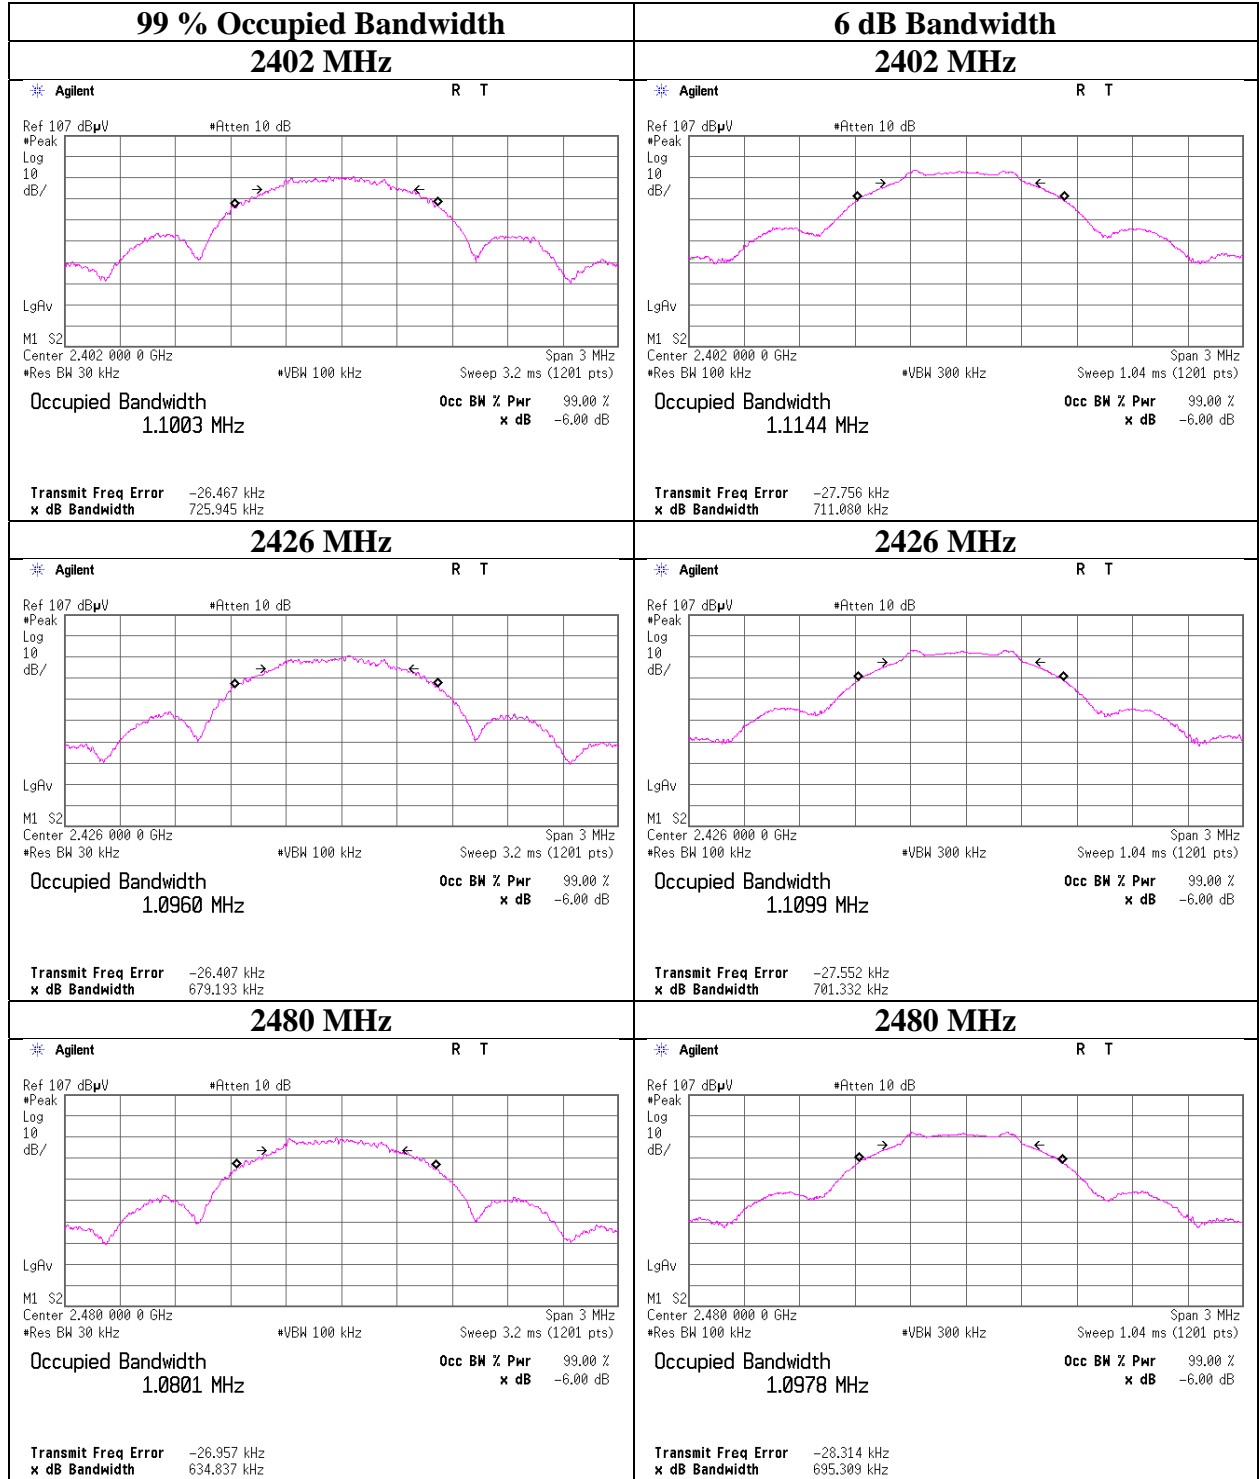 99 % Occupied Bandwidth
6 dB Bandwidth
2402 MHz
2402 MHz
Agilent R T
Ref 107 dBµV #Atten 10 dB
#Peak
Log
10
dB/
LgAv
M1 S2
Center 2.402 000 0 GHz Span 3 MHz
#Res BW 30 kHz #VBW 100 kHz Sweep 3.2 ms (1201 pts)
Occupied Bandwidth Occ BW % Pwr 99.00 %
1.1003 MHz x dB -6.00 dB
Transmit Freq Error -26.467 kHz
x dB Bandwidth 725.945 kHz
Agilent R T
Ref 107 dBµV #Atten 10 dB
#Peak
Log
10
dB/
LgAv
M1 S2
Center 2.402 000 0 GHz Span 3 MHz
#Res BW 100 kHz #VBW 300 kHz Sweep 1.04 ms (1201 pts)
Occupied Bandwidth Occ BW % Pwr 99.00 %
1.1144 MHz x dB -6.00 dB
Transmit Freq Error -27.756 kHz
x dB Bandwidth 711.080 kHz
2426 MHz
2426 MHz
Agilent R T
Ref 107 dBµV #Atten 10 dB
#Peak
Log
10
dB/
LgAv
M1 S2
Center 2.426 000 0 GHz Span 3 MHz
#Res BW 30 kHz #VBW 100 kHz Sweep 3.2 ms (1201 pts)
Occupied Bandwidth Occ BW % Pwr 99.00 %
1.0960 MHz x dB -6.00 dB
Transmit Freq Error -26.407 kHz
x dB Bandwidth 679.193 kHz
Agilent R T
Ref 107 dBµV #Atten 10 dB
#Peak
Log
10
dB/
LgAv
M1 S2
Center 2.426 000 0 GHz Span 3 MHz
#Res BW 100 kHz #VBW 300 kHz Sweep 1.04 ms (1201 pts)
Occupied Bandwidth Occ BW % Pwr 99.00 %
1.1099 MHz x dB -6.00 dB
Transmit Freq Error -27.552 kHz
x dB Bandwidth 701.332 kHz
2480 MHz
2480 MHz
Agilent R T
Ref 107 dBµV #Atten 10 dB
#Peak
Log
10
dB/
LgAv
M1 S2
Center 2.480 000 0 GHz Span 3 MHz
#Res BW 30 kHz #VBW 100 kHz Sweep 3.2 ms (1201 pts)
Occupied Bandwidth Occ BW % Pwr 99.00 %
1.0801 MHz x dB -6.00 dB
Transmit Freq Error -26.957 kHz
x dB Bandwidth 634.837 kHz
Agilent R T
Ref 107 dBµV #Atten 10 dB
#Peak
Log
10
dB/
LgAv
M1 S2
Center 2.480 000 0 GHz Span 3 MHz
#Res BW 100 kHz #VBW 300 kHz Sweep 1.04 ms (1201 pts)
Occupied Bandwidth Occ BW % Pwr 99.00 %
1.0978 MHz x dB -6.00 dB
Transmit Freq Error -28.314 kHz
x dB Bandwidth 695.309 kHz